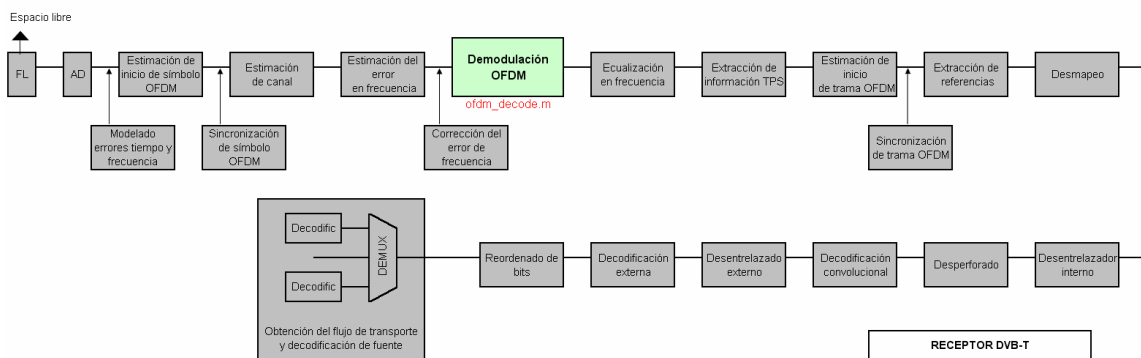 Espacio libre
FL
AD
Estimación de
inicio de símbolo
OFDM
Estimación
de canal
Estimación del
error
en frecuencia
Demodulación
OFDM
ofdm_decode.m
Ecualización
en frecuencia
Extracción de
información TPS
Estimación de
inicio
de trama OFDM
Extracción de
referencias
Desmapeo
Modelado
errores tiempo y
frecuencia
Sincronización
de símbolo
OFDM
Corrección del
error de
frecuencia
Sincronización
de trama OFDM
Decodific
DEMUX
Decodific
Obtención del flujo de transporte
y decodificación de fuente
Reordenado de
bits
Decodificación
externa
Desentrelazado
externo
Decodificación
convolucional
Desperforado
Desentrelazador
interno
RECEPTOR DVB-T